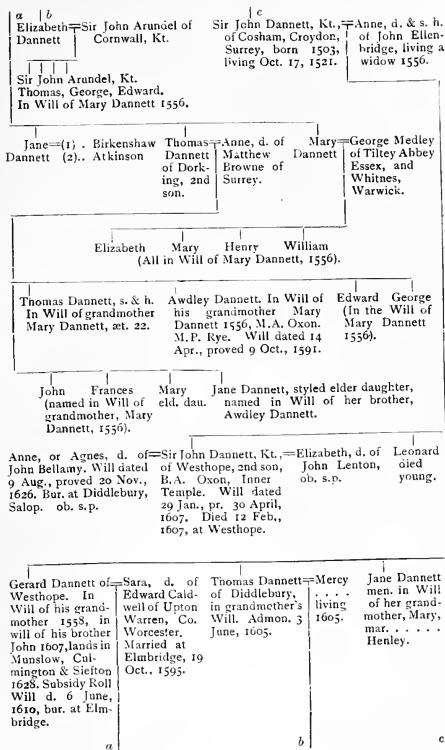 a b c
Elizabeth=Sir John Arundel of
Dannett Cornwall, Kt.
Sir John Dannett, Kt.,=Anne, d. & s. h.
of Cosham, Croydon, of John Ellen-
Surrey, born 1503, bridge, living a
living Oct. 17, 1521. widow 1556.
Sir John Arundel, Kt.
Thomas, George, Edward.
In Will of Mary Dannett 1556.
Jane=(1) . Birkenshaw
Dannett (2).. Atkinson
Thomas=Anne, d. of
Dannett Matthew
of Dork- Browne of
ing, 2nd Surrey.
son.
Mary=George Medley
Dannett of Tiltey Abbey
Essex, and
Whitnes,
Warwick.
Elizabeth Mary Henry William
(All in Will of Mary Dannett, 1556).
Thomas Dannett, s. & h.
In Will of grandmother
Mary Dannett, æt. 22.
Awdley Dannett. In Will of
his grandmother Mary
Dannett 1556, M.A. Oxon.
M.P. Rye. Will dated 14
Apr., proved 9 Oct., 1591.
Edward George
(In the Will of
Mary Dannett
1556).
John Frances
(named in Will of
grandmother, Mary
Dannett, 1556).
Mary
eld. dau.
Jane Dannett, styled elder daughter,
named in Will of her brother,
Awdley Dannett.
Anne, or Agnes, d. of=Sir John Dannett, Kt.,=Elizabeth, d. of
John Bellamy. Will dated of Westhope, 2nd son, John Lenton,
9 Aug., proved 20 Nov., B.A. Oxon, Inner ob. s.p.
1626. Bur. at Diddlebury, Temple. Will dated
Salop. ob. s.p. 29 Jan., pr. 30 April,
1607. Died 12 Feb.,
1607, at Westhope.
Leonard
died
young.
Gerard Dannett of=Sara, d. of
Westhope. In Edward Cald-
Will of his grand- well of Upton
mother 1558, in Warren, Co.
will of his brother Worcester.
John 1607, lands in Married at
Munslow, Cul- Elmbridge, 19
mington & Siefton Oct., 1595.
1628. Subsidy Roll
Will d. 6 June,
1610, bur. at Elm-
bridge.
Thomas Dannett=Mercy
of Diddlebury, . . . .
in grandmother's living
Will. Admon. 3 1605.
June, 1605.
Jane Dannett
men. in Will
of her grand-
mother, Mary,
mar. . . . . .
Henley.
a b c